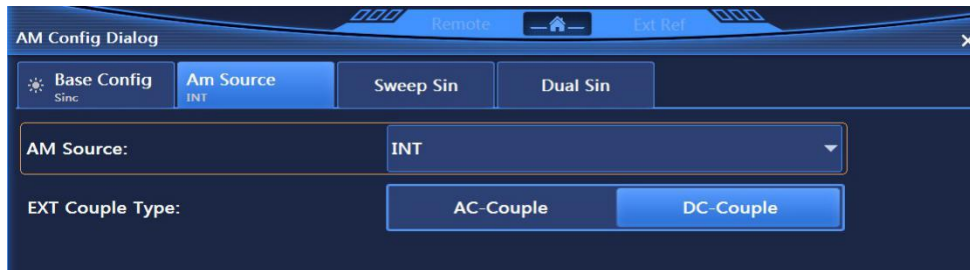 Remote Ext Ref
AM Config Dialog
Base Config Am Source Sweep Sin Dual Sin
Sinc INT
AM Source: INT
EXT Couple Type: AC-Couple DC-Couple